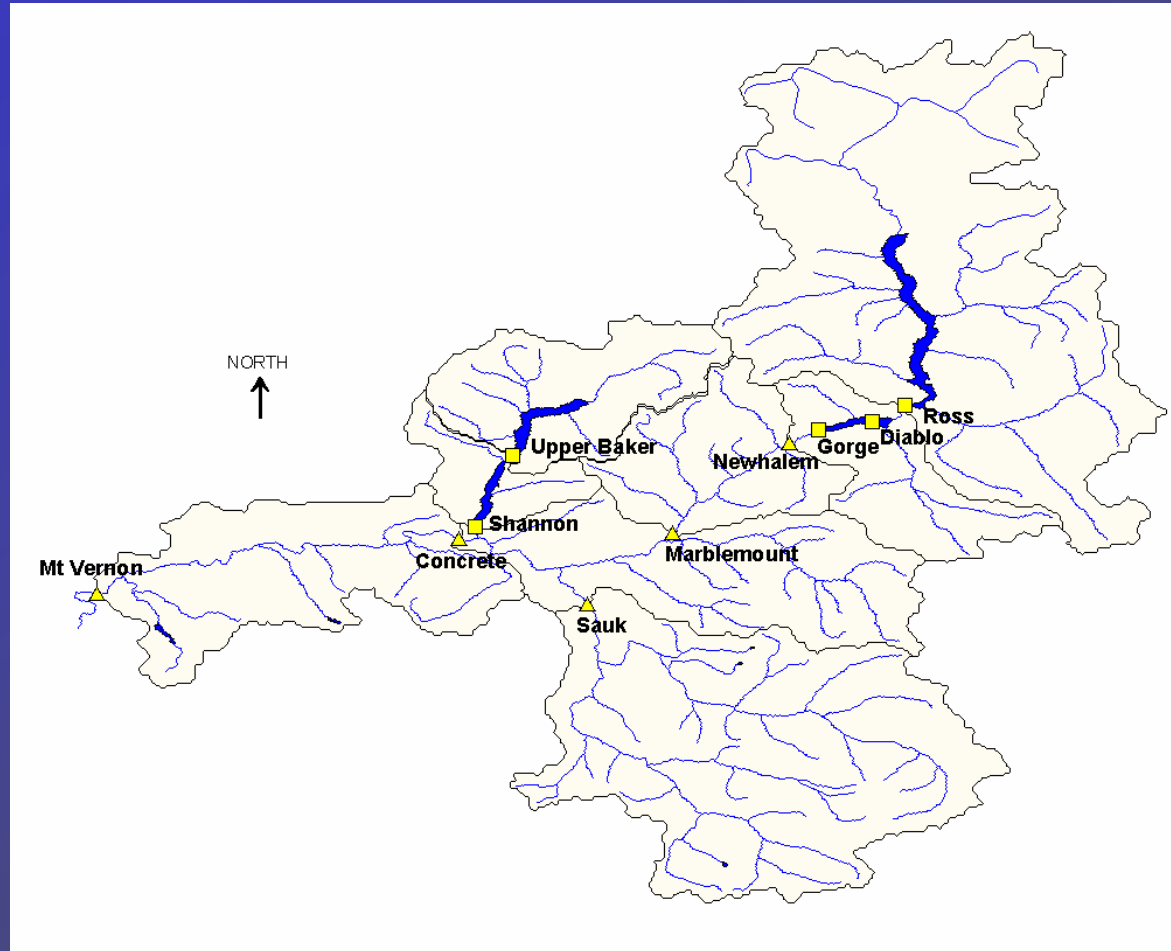 NORTH
Ross
Diablo
Gorge
Newhalem
Upper Baker
Shannon
Concrete
Marblemount
Mt Vernon
Sauk